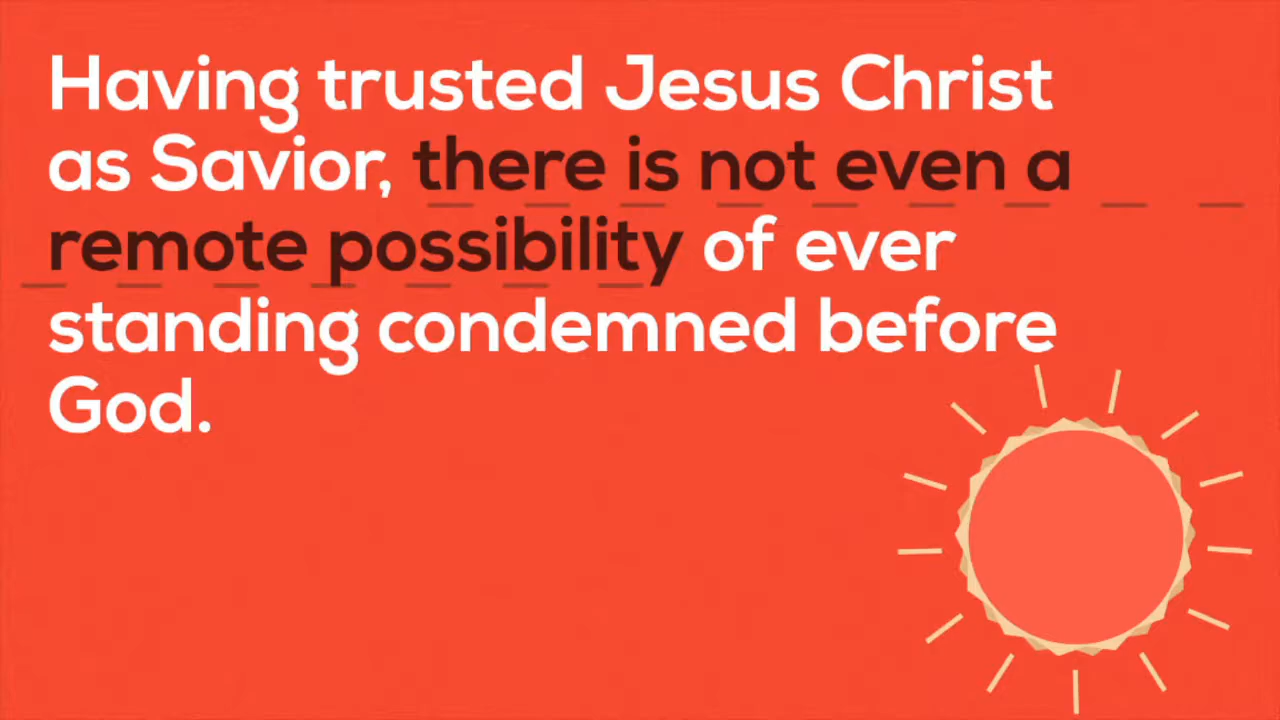 Having trusted Jesus Christ
as Savior, there is not even a
remote possibility of ever
standing condemned before
God.